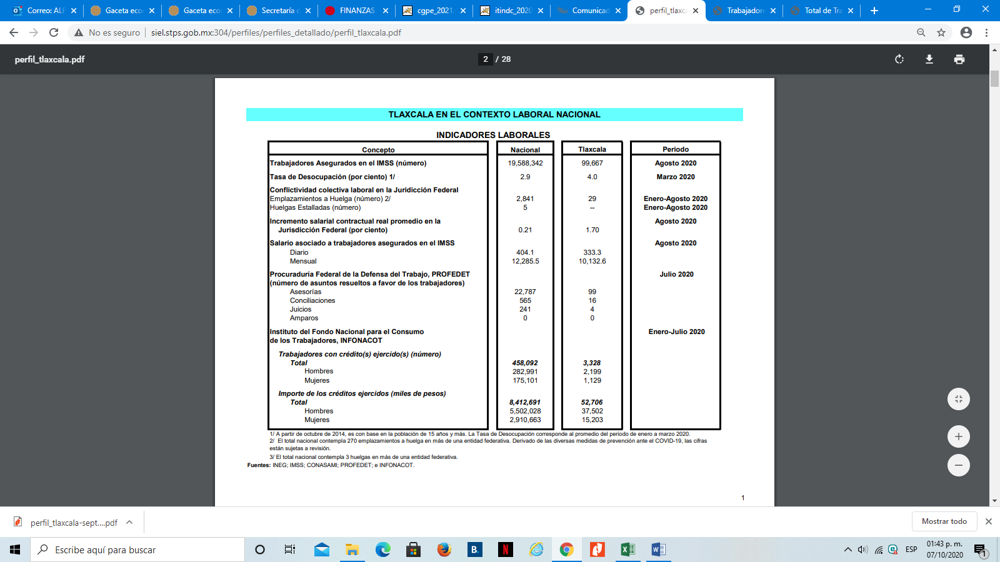 Correo: ALF
Gaceta eco
Gaceta eco
Secretaría d
FINANZAS
cgpe_2021.
itindc_2020
Comunicad
perfil_tlaxca
Trabajadore
Total de Tra
No es seguro
siel.stps.gob.mx:304/perfiles/perfiles_detallado/perfil_tlaxcala.pdf
perfil_tlaxcala.pdf
2 / 28
TLAXCALA EN EL CONTEXTO LABORAL NACIONAL
INDICADORES LABORALES
Concepto Nacional Tlaxcala Periodo
Trabajadores Asegurados en el IMSS (número) 19,588,342 99,667 Agosto 2020
Tasa de Desocupación (por ciento) 1/ 2.9 4.0 Marzo 2020
Conflictividad colectiva laboral en la Juridicción Federal
Emplazamientos a Huelga (número) 2/ 2,841 29 Enero-Agosto 2020
Huelgas Estalladas (número) 5 -- Enero-Agosto 2020
Incremento salarial contractual real promedio en la Agosto 2020
Jurisdicción Federal (por ciento) 0.21 1.70
Salario asociado a trabajadores asegurados en el IMSS Agosto 2020
Diario 404.1 333.3
Mensual 12,285.5 10,132.6
Procuraduría Federal de la Defensa del Trabajo, PROFEDET Julio 2020
(número de asuntos resueltos a favor de los trabajadores)
Asesorías 22,787 99
Conciliaciones 565 16
Juicios 241 4
Amparos 0 0
Instituto del Fondo Nacional para el Consumo Enero-Julio 2020
de los Trabajadores, INFONACOT
Trabajadores con crédito(s) ejercido(s) (número)
Total 458,092 3,328
Hombres 282,991 2,199
Mujeres 175,101 1,129
Importe de los créditos ejercidos (miles de pesos)
Total 8,412,691 52,706
Hombres 5,502,028 37,502
Mujeres 2,910,663 15,203
1/ A partir de octubre de 2014, es con base en la población de 15 años y más. La Tasa de Desocupación corresponde al promedio del periodo de enero a marzo 2020.
2/ El total nacional contempla 270 emplazamientos a huelga en más de una entidad federativa. Derivado de las diversas medidas de prevención ante el COVID-19, las cifras
están sujetas a revisión.
3/ El total nacional contempla 3 huelgas en más de una entidad federativa.
Fuentes: INEG; IMSS; CONASAMI; PROFEDET; e INFONACOT.
1
perfil_tlaxcala-sept....pdf
Mostrar todo
Escribe aquí para buscar
B.
N
ESP
01:43 p. m.
07/10/2020
1